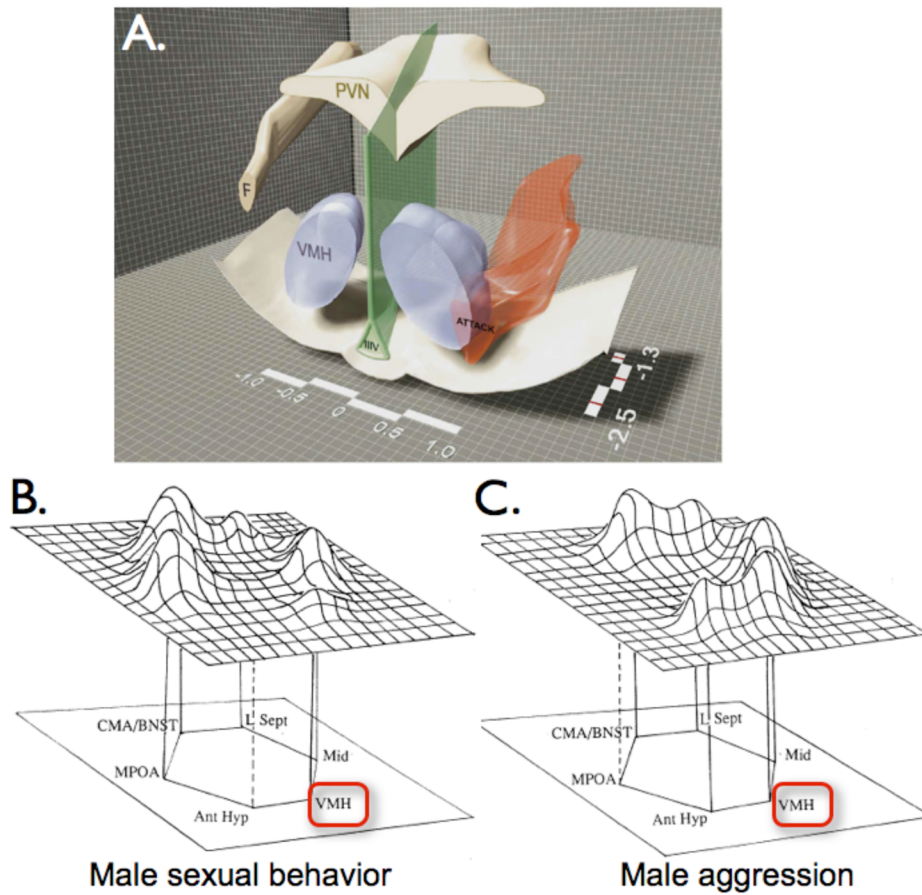 A.
PVN
F
VMH
ATTACK
IIIV
-1.0
-0.5
0
0.5
1.0
-1.3
-2.5
B.
C.
CMA/BNST
L Sept
Mid
MPOA
VMH
Ant Hyp
CMA/BNST
L Sept
Mid
MPOA
VMH
Ant Hyp
Male sexual behavior
Male aggression